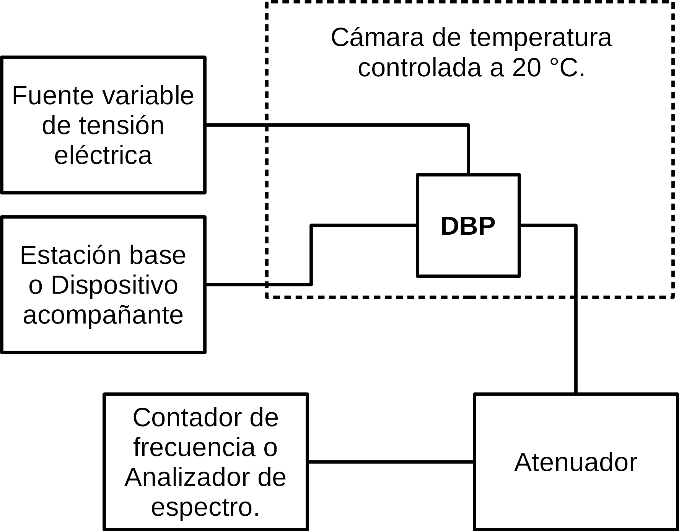 Cámara de temperatura
controlada a 20 °C.
Fuente variable
de tensión
eléctrica
DBP
Estación base
o Dispositivo
acompañante
Contador de
frecuencia o
Analizador de
espectro.
Atenuador